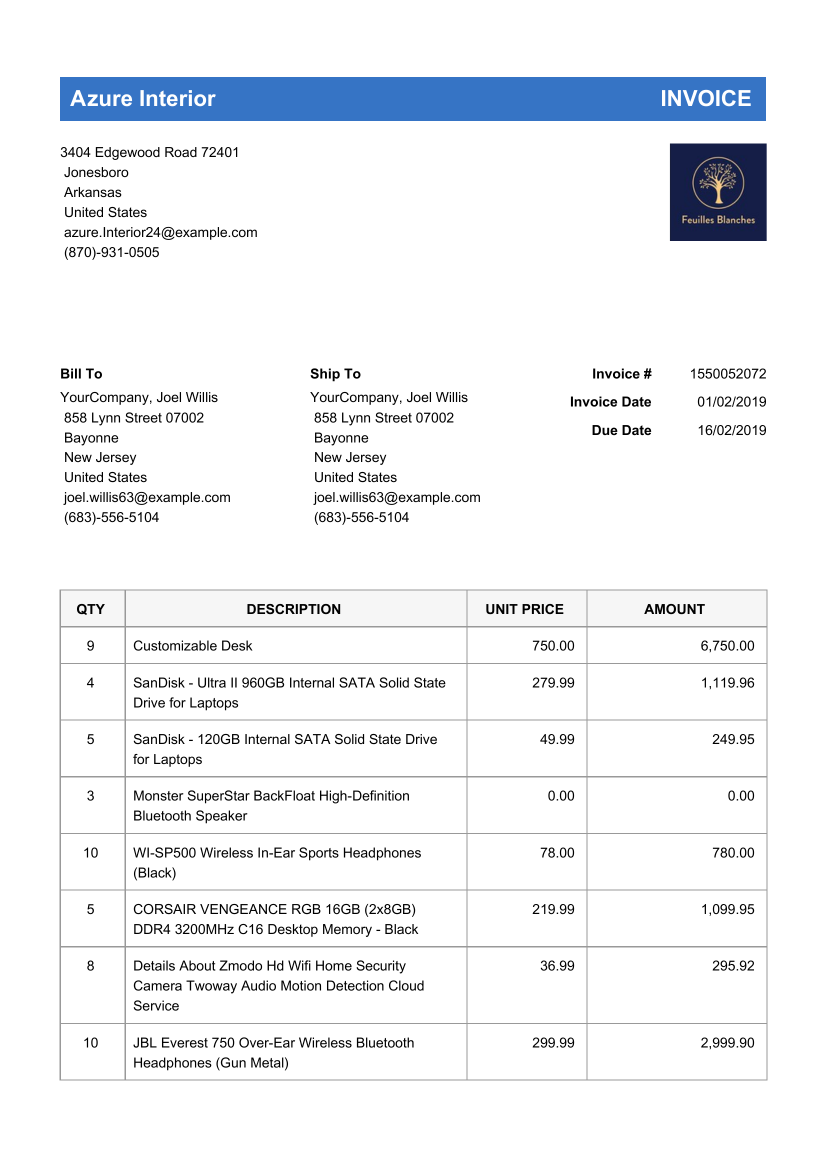 Azure Interior
INVOICE
3404 Edgewood Road 72401
Jonesboro
Arkansas
United States
azure.Interior24@example.com
(870)-931-0505
Feuilles Blanches
Bill To
YourCompany, Joel Willis
858 Lynn Street 07002
Bayonne
New Jersey
United States
joel.willis63@example.com
(683)-556-5104
Ship To
YourCompany, Joel Willis
858 Lynn Street 07002
Bayonne
New Jersey
United States
joel.willis63@example.com
(683)-556-5104
Invoice # 1550052072
Invoice Date 01/02/2019
Due Date 16/02/2019
QTY DESCRIPTION UNIT PRICE AMOUNT
9 Customizable Desk 750.00 6,750.00
4 SanDisk - Ultra II 960GB Internal SATA Solid State 279.99 1,119.96
Drive for Laptops
5 SanDisk - 120GB Internal SATA Solid State Drive 49.99 249.95
for Laptops
3 Monster SuperStar BackFloat High-Definition 0.00 0.00
Bluetooth Speaker
10 WI-SP500 Wireless In-Ear Sports Headphones 78.00 780.00
(Black)
5 CORSAIR VENGEANCE RGB 16GB (2x8GB) 219.99 1,099.95
DDR4 3200MHz C16 Desktop Memory - Black
8 Details About Zmodo Hd Wifi Home Security 36.99 295.92
Camera Twoway Audio Motion Detection Cloud
Service
10 JBL Everest 750 Over-Ear Wireless Bluetooth 299.99 2,999.90
Headphones (Gun Metal)